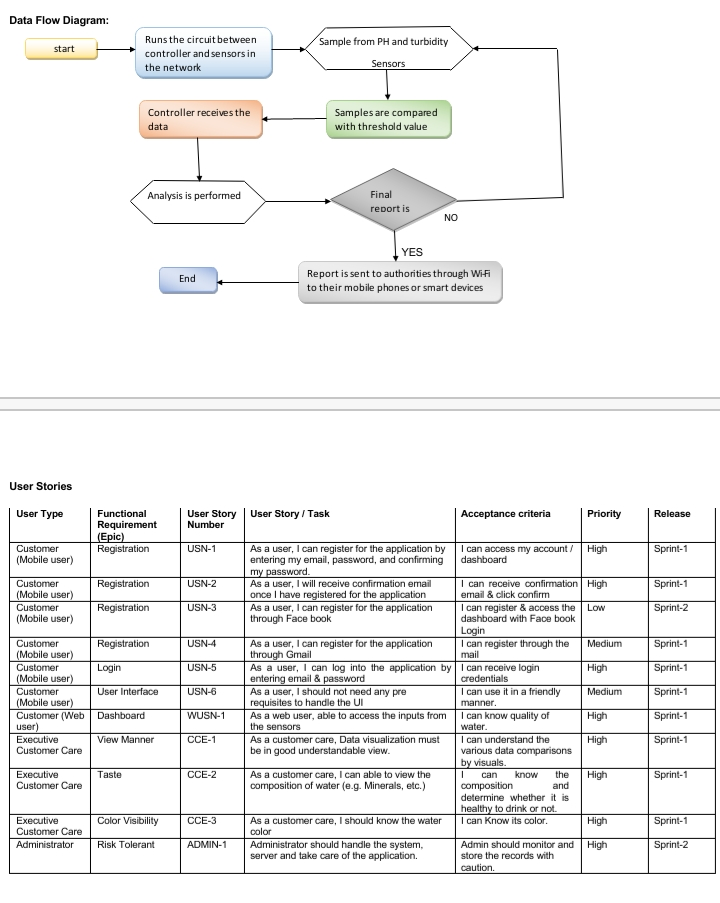 Data Flow Diagram:
start
Runs the circuit between
controller and sensors in
the network
Sample from PH and turbidity
Sensors
Controller receives the
data
Samples are compared
with threshold value
Analysis is performed
Final
report is
NO
YES
End
Report is sent to authorities through Wi-Fi
to their mobile phones or smart devices
User Stories
User Type
Functional
Requirement
(Epic)
User Story
Number
User Story / Task
Acceptance criteria
Priority
Release
Customer
(Mobile user)
Registration
USN-1
As a user, I can register for the application by
entering my email, password, and confirming
my password.
I can access my account /
dashboard
High
Sprint-1
Customer
(Mobile user)
Registration
USN-2
As a user, I will receive confirmation email
once I have registered for the application
I can receive confirmation
email & click confirm
High
Sprint-1
Customer
(Mobile user)
Registration
USN-3
As a user, I can register for the application
through Face book
I can register & access the
dashboard with Face book
Login
Low
Sprint-2
Customer
(Mobile user)
Registration
USN-4
As a user, I can register for the application
through Gmail
I can register through the
mail
Medium
Sprint-1
Customer
(Mobile user)
Login
USN-5
As a user, I can log into the application by
entering email & password
I can receive login
credentials
High
Sprint-1
Customer
(Mobile user)
User Interface
USN-6
As a user, I should not need any pre
requisites to handle the UI
I can use it in a friendly
manner.
Medium
Sprint-1
Customer (Web
user)
Dashboard
WUSN-1
As a web user, able to access the inputs from
the sensors
I can know quality of
water.
High
Sprint-1
Executive
Customer Care
View Manner
CCE-1
As a customer care, Data visualization must
be in good understandable view.
I can understand the
various data comparisons
by visuals.
High
Sprint-1
Executive
Customer Care
Taste
CCE-2
As a customer care, I can able to view the
composition of water (e.g. Minerals, etc.)
I can know the
composition and
determine whether it is
healthy to drink or not.
High
Sprint-1
Executive
Customer Care
Color Visibility
CCE-3
As a customer care, I should know the water
color
I can Know its color.
High
Sprint-1
Administrator
Risk Tolerant
ADMIN-1
Administrator should handle the system,
server and take care of the application.
Admin should monitor and
store the records with
caution.
High
Sprint-2